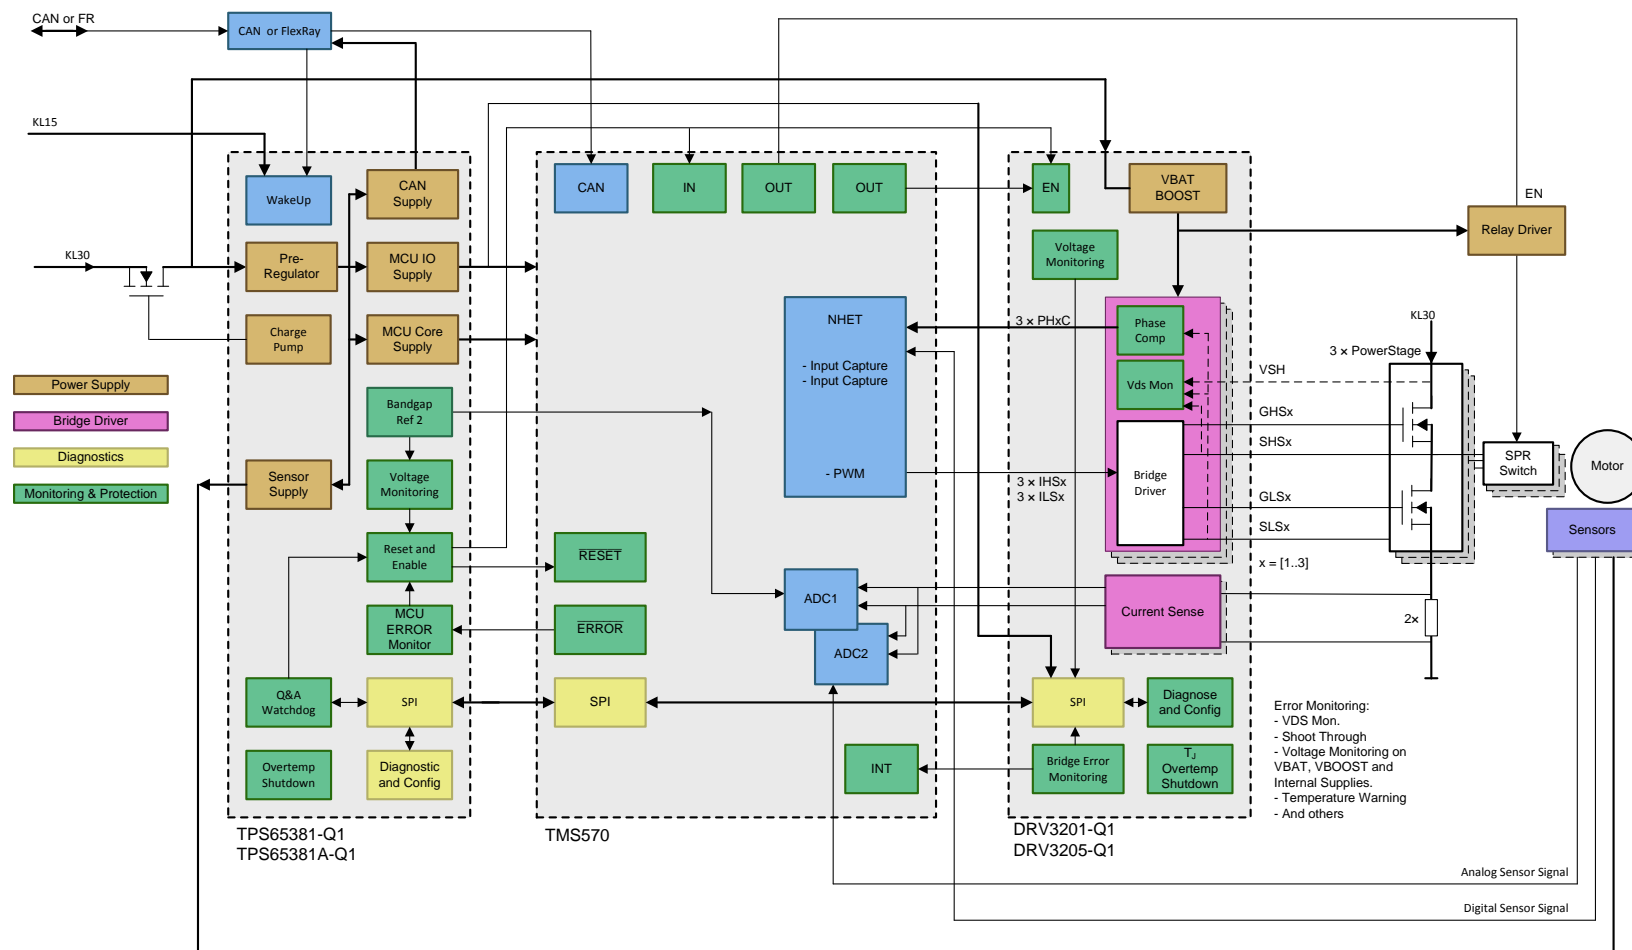 CAN or FR
CAN or FlexRay
KL15
WakeUp
CAN
Supply
CAN
IN
OUT
OUT
EN
VBAT
BOOST
EN
Relay Driver
KL30
Pre-
Regulator
MCU IO
Supply
Voltage
Monitoring
Charge
Pump
MCU Core
Supply
NHET
- Input Capture
- Input Capture
- PWM
3 × PHxC
Phase
Comp
Vds Mon
KL30
3 × PowerStage
VSH
GHSx
SHSx
GLSx
SLSx
x = [1..3]
Power Supply
Bridge Driver
Diagnostics
Monitoring & Protection
Bandgap
Ref 2
Sensor
Supply
Voltage
Monitoring
3 × IHSx
3 × ILSx
Bridge
Driver
SPR
Switch
Motor
Sensors
Reset and
Enable
RESET
MCU
ERROR
Monitor
ERROR
ADC1
ADC2
Current Sense
2×
Q&A
Watchdog
SPI
SPI
SPI
Diagnose
and Config
Overtemp
Shutdown
Diagnostic
and Config
INT
Bridge Error
Monitoring
TJ
Overtemp
Shutdown
Error Monitoring:
- VDS Mon.
- Shoot Through
- Voltage Monitoring on
VBAT, VBOOST and
Internal Supplies.
- Temperature Warning
- And others
TPS65381-Q1
TPS65381A-Q1
TMS570
DRV3201-Q1
DRV3205-Q1
Analog Sensor Signal
Digital Sensor Signal